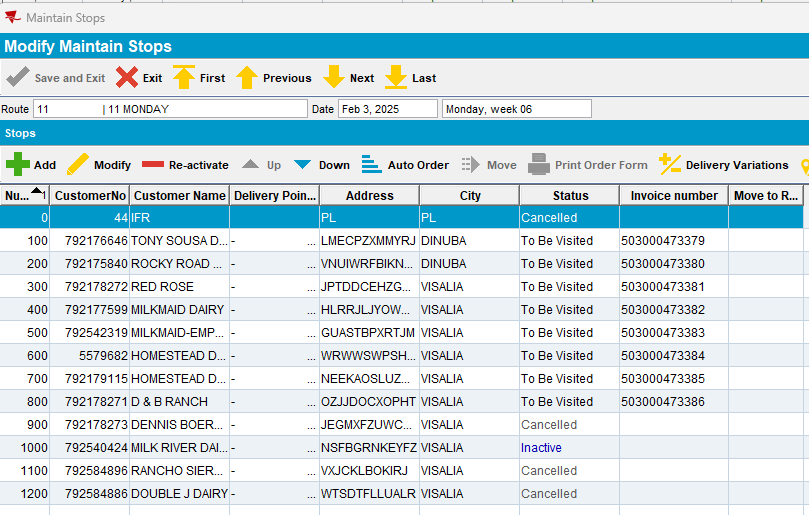 Maintain Stops
Modify Maintain Stops
Save and Exit Exit First Previous Next Last
Route 11 | 11 MONDAY Date Feb 3, 2025 Monday, week 06
Stops
Add Modify Re-activate Up Down Auto Order Move Print Order Form Delivery Variations
Nu... 1 CustomerNo Customer Name Delivery Poin... Address City Status Invoice number Move to R...
0 44 IFR PL PL Cancelled
100 792176646 TONY SOUSA D... - ... LMECPZXMMYRJ DINUBA To Be Visited 503000473379
200 792175840 ROCKY ROAD ... - ... VNUIWRFBIKN... DINUBA To Be Visited 503000473380
300 792178272 RED ROSE - ... JPTDDCEHZG... VISALIA To Be Visited 503000473381
400 792177599 MILKMAID DAIRY - ... HLRRJLJYOW... VISALIA To Be Visited 503000473382
500 792542319 MILKMAID-EMP... - ... GUASTBPXRTJM VISALIA To Be Visited 503000473383
600 5579682 HOMESTEAD D... - ... WRWWSWPSH... VISALIA To Be Visited 503000473384
700 792179115 HOMESTEAD D... - ... NEEKAOSLUZ... VISALIA To Be Visited 503000473385
800 792178271 D & B RANCH - ... OZJJDOCXOPHT VISALIA To Be Visited 503000473386
900 792178273 DENNIS BOER... - ... JEGMXFZUWC... VISALIA Cancelled
1000 792540424 MILK RIVER DAI... - ... NSFBGRNKEYFZ VISALIA Inactive
1100 792584896 RANCHO SIER... - ... VXJCKLBOKIRJ VISALIA Cancelled
1200 792584886 DOUBLE J DAIRY - ... WTSDTFLLUALR VISALIA Cancelled